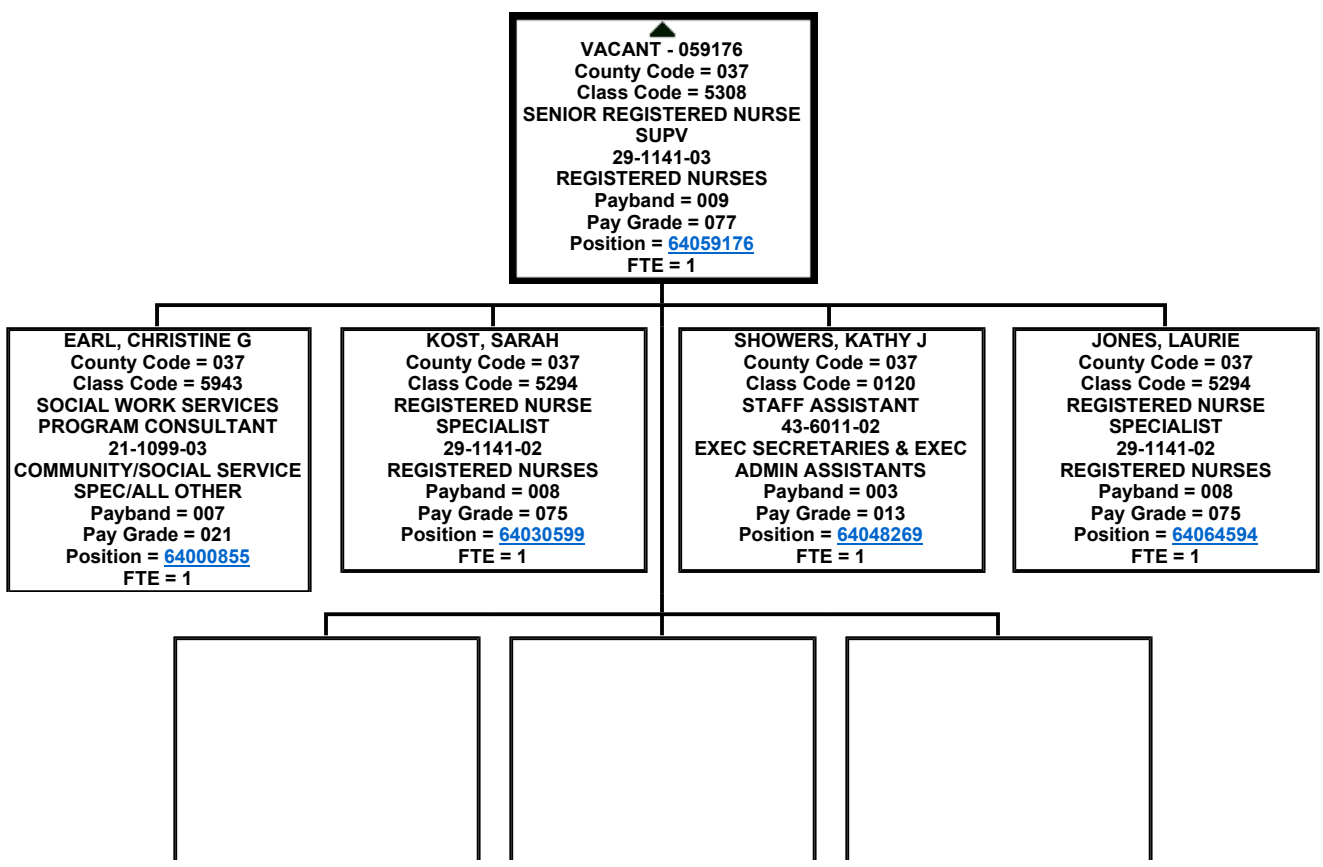 VACANT - 059176
County Code = 037
Class Code = 5308
SENIOR REGISTERED NURSE
SUPV
29-1141-03
REGISTERED NURSES
Payband = 009
Pay Grade = 077
Position = 64059176
FTE = 1
EARL, CHRISTINE G
County Code = 037
Class Code = 5943
SOCIAL WORK SERVICES
PROGRAM CONSULTANT
21-1099-03
COMMUNITY/SOCIAL SERVICE
SPEC/ALL OTHER
Payband = 007
Pay Grade = 021
Position = 64000855
FTE = 1
KOST, SARAH
County Code = 037
Class Code = 5294
REGISTERED NURSE
SPECIALIST
29-1141-02
REGISTERED NURSES
Payband = 008
Pay Grade = 075
Position = 64030599
FTE = 1
SHOWERS, KATHY J
County Code = 037
Class Code = 0120
STAFF ASSISTANT
43-6011-02
EXEC SECRETARIES & EXEC
ADMIN ASSISTANTS
Payband = 003
Pay Grade = 013
Position = 64048269
FTE = 1
JONES, LAURIE
County Code = 037
Class Code = 5294
REGISTERED NURSE
SPECIALIST
29-1141-02
REGISTERED NURSES
Payband = 008
Pay Grade = 075
Position = 64064594
FTE = 1